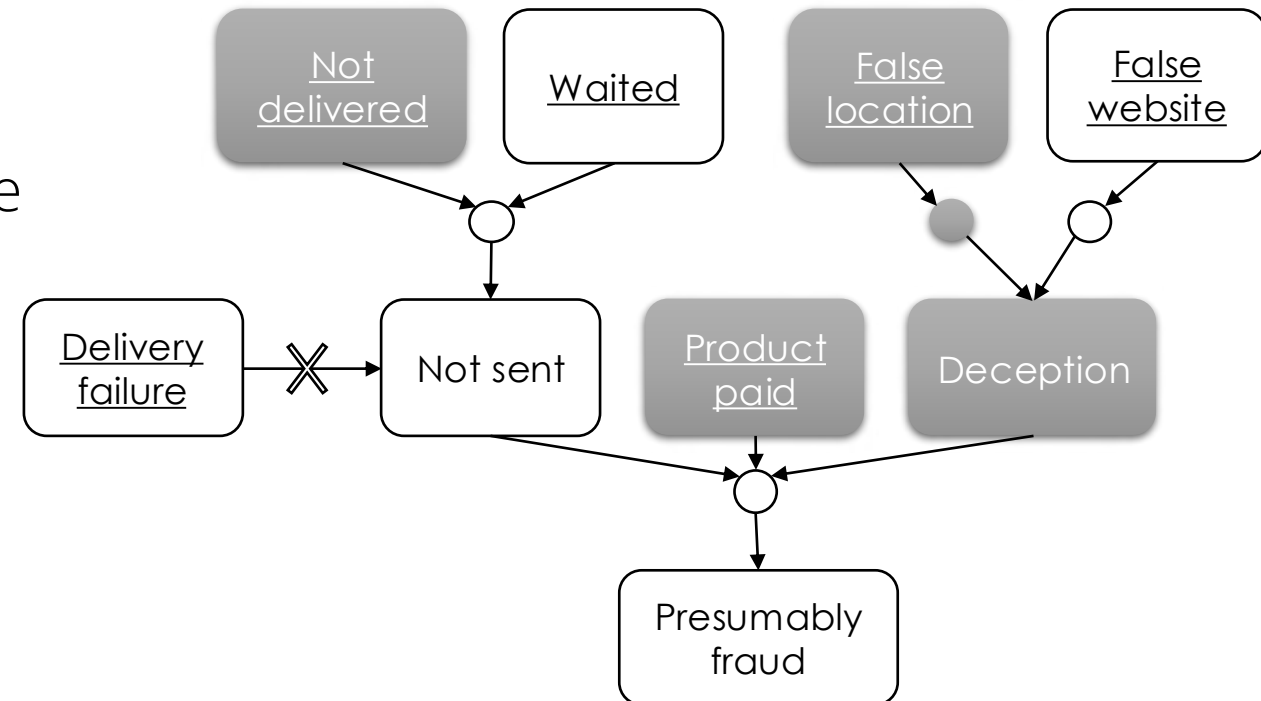 Not
delivered
Waited
False
location
False
website
e
Delivery
failure
Not sent
Product
paid
Deception
Presumably
fraud